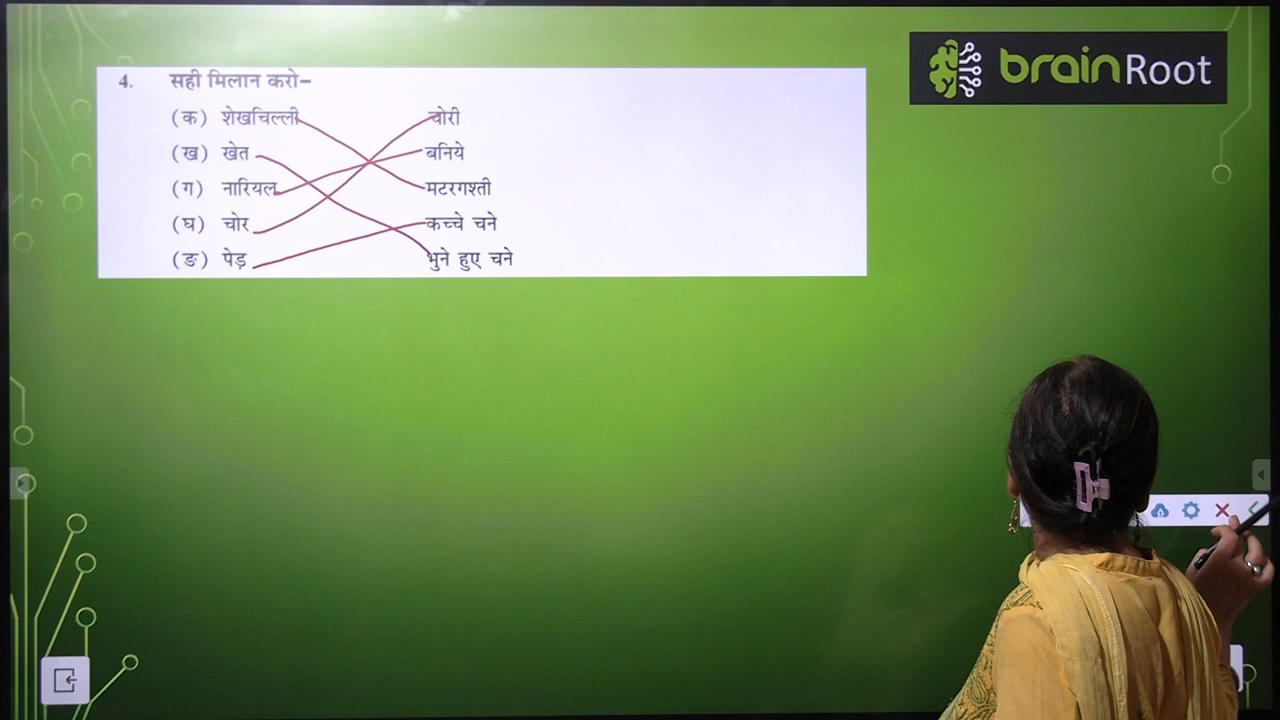 brainRoot
4. सही मिलान करो-
(क) शेखचिल्ली चोरी
(ख) खेत बनिये
(ग) नारियल मटरगश्ती
(घ) चोर कच्चे चने
(ङ) पेड़ भुने हुए चने